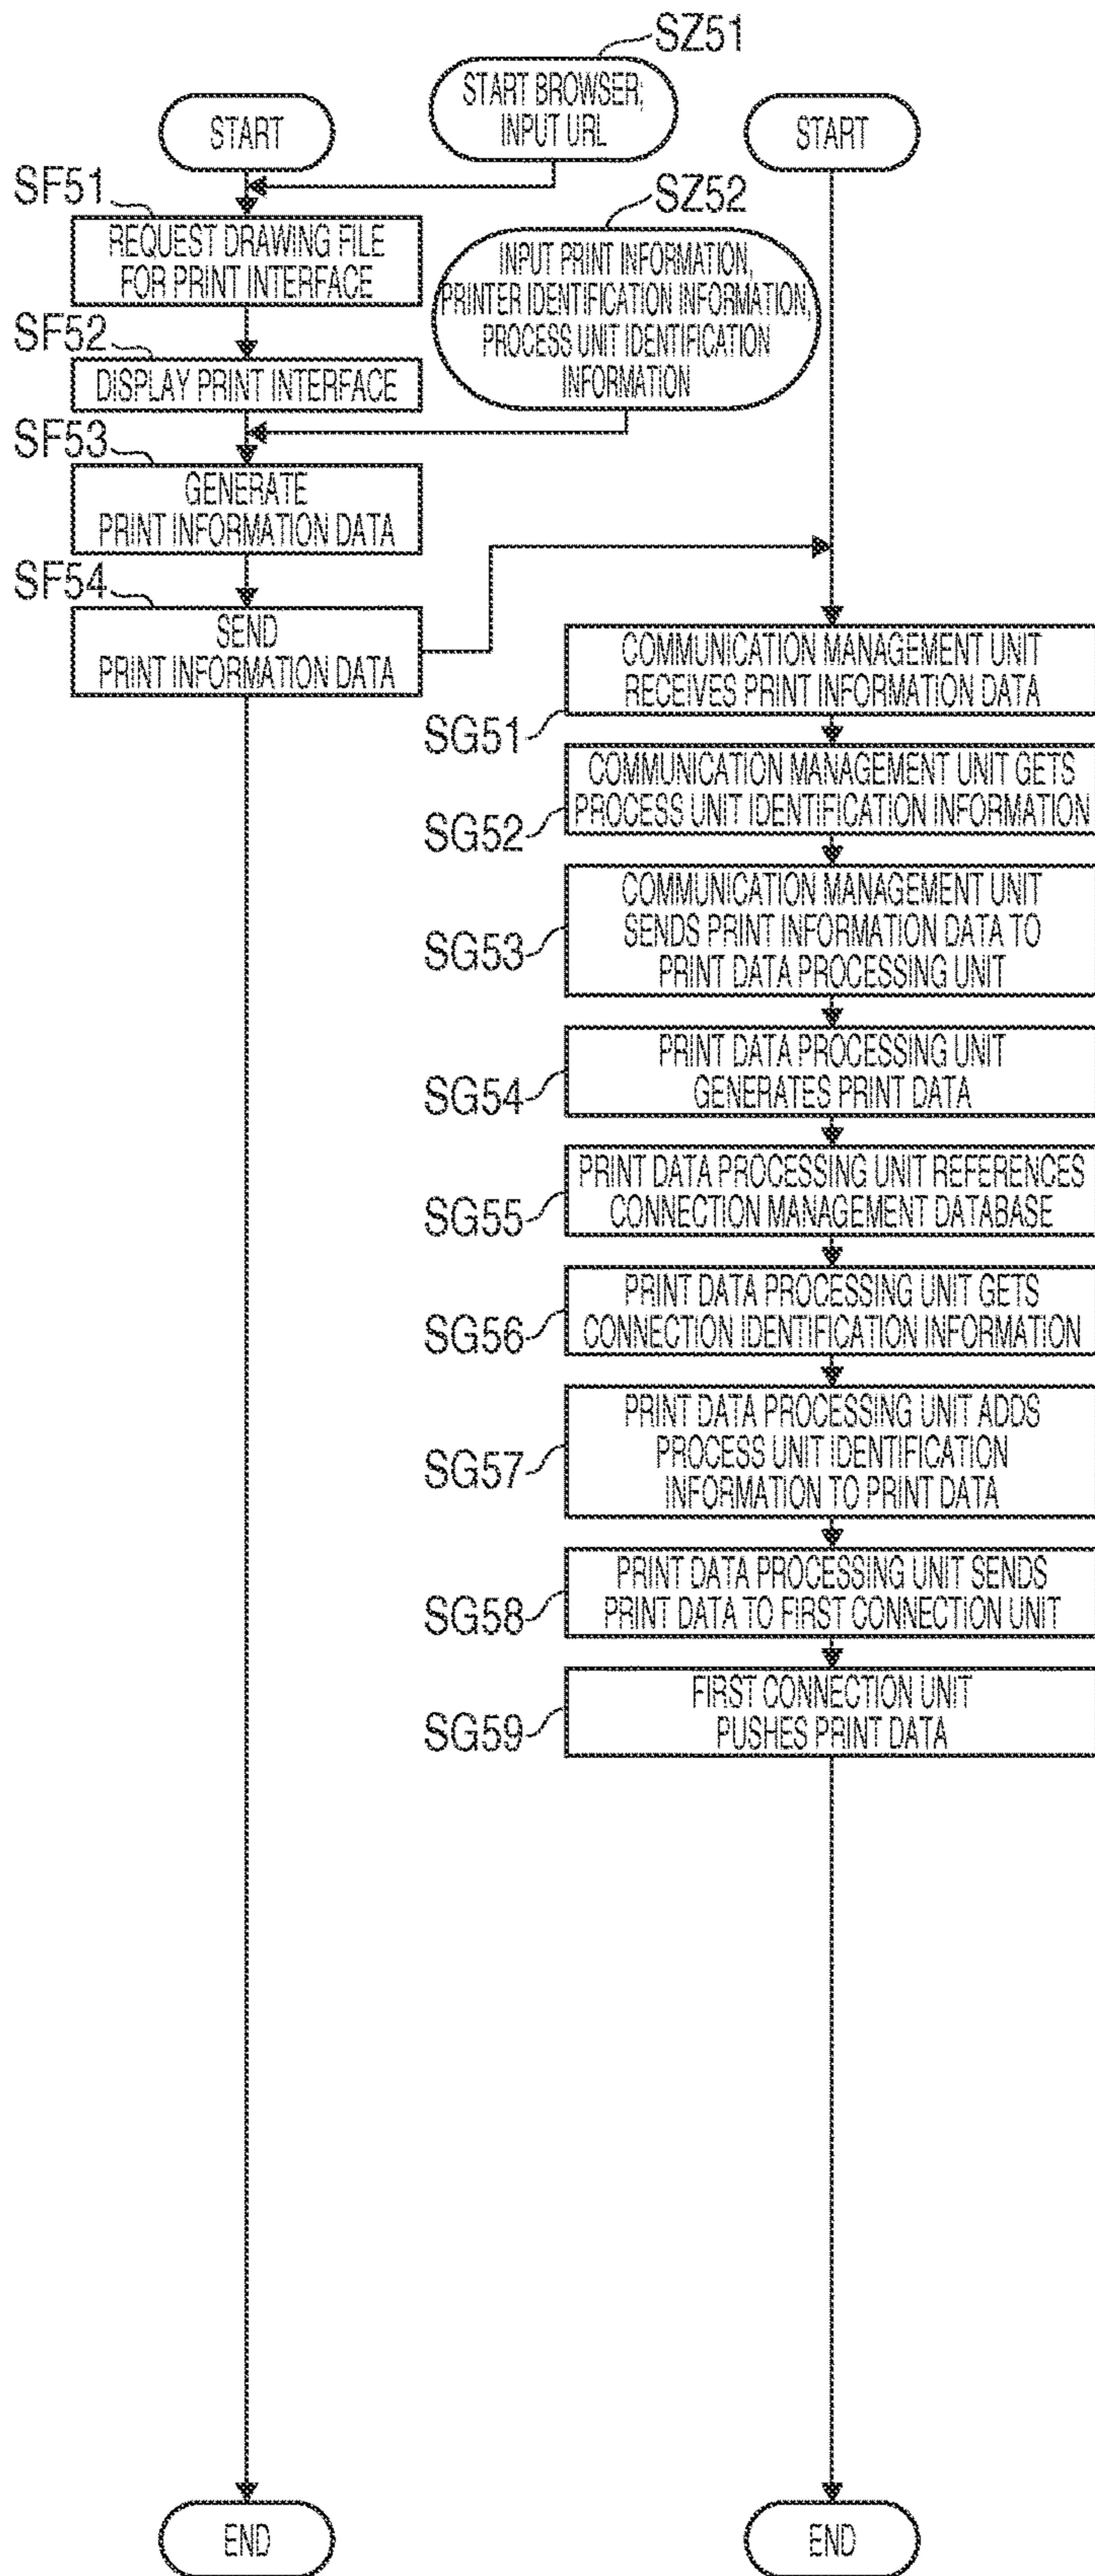 SZ51
START BROWSER,
INPUT URL
START
START
SF51
REQUEST DRAWING FILE
FOR PRINT INTERFACE
SZ52
INPUT PRINT INFORMATION,
PRINTER IDENTIFICATION INFORMATION,
PROCESS UNIT IDENTIFICATION
INFORMATION
SF52
DISPLAY PRINT INTERFACE
SF53
GENERATE
PRINT INFORMATION DATA
SF54
SEND
PRINT INFORMATION DATA
COMMUNICATION MANAGEMENT UNIT
RECEIVES PRINT INFORMATION DATA
SG51
COMMUNICATION MANAGEMENT UNIT GETS
PROCESS UNIT IDENTIFICATION INFORMATION
SG52
COMMUNICATION MANAGEMENT UNIT
SENDS PRINT INFORMATION DATA TO
PRINT DATA PROCESSING UNIT
SG53
PRINT DATA PROCESSING UNIT
GENERATES PRINT DATA
SG54
PRINT DATA PROCESSING UNIT REFERENCES
CONNECTION MANAGEMENT DATABASE
SG55
PRINT DATA PROCESSING UNIT GETS
CONNECTION IDENTIFICATION INFORMATION
SG56
PRINT DATA PROCESSING UNIT ADDS
PROCESS UNIT IDENTIFICATION
INFORMATION TO PRINT DATA
SG57
PRINT DATA PROCESSING UNIT SENDS
PRINT DATA TO FIRST CONNECTION UNIT
SG58
FIRST CONNECTION UNIT
PUSHES PRINT DATA
SG59
END
END